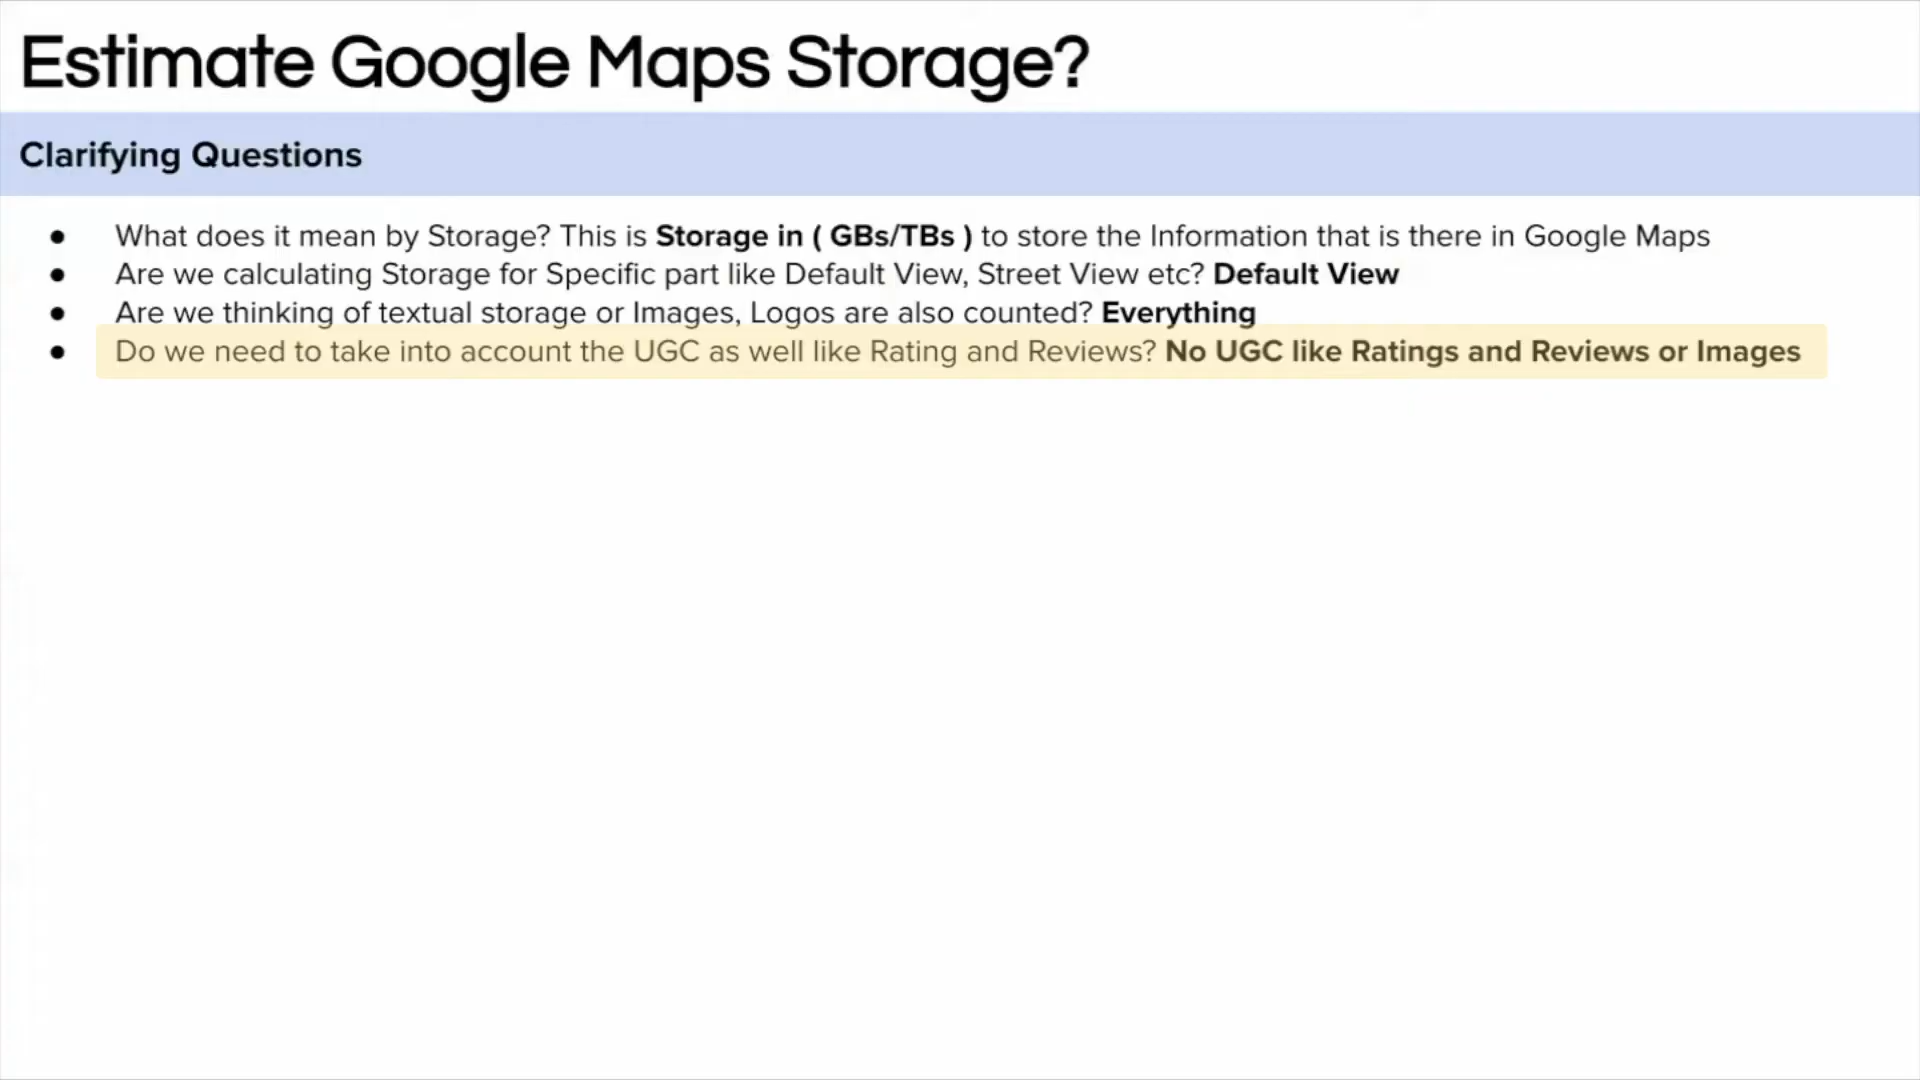 Estimate Google Maps Storage?
Clarifying Questions
● What does it mean by Storage? This is Storage in ( GBs/TBs ) to store the Information that is there in Google Maps
● Are we calculating Storage for Specific part like Default View, Street View etc? Default View
● Are we thinking of textual storage or Images, Logos are also counted? Everything
● Do we need to take into account the UGC as well like Rating and Reviews? No UGC like Ratings and Reviews or Images